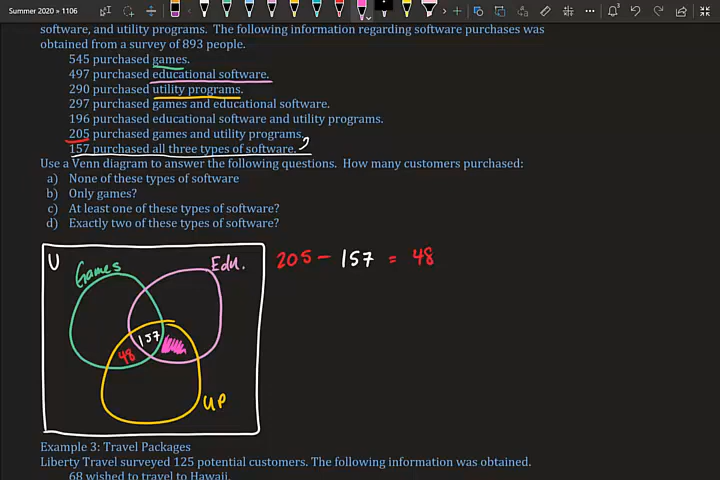 Summer 2020 » 1106
software, and utility programs. The following information regarding software purchases was
obtained from a survey of 893 people.
545 purchased games.
497 purchased educational software.
290 purchased utility programs.
297 purchased games and educational software.
196 purchased educational software and utility programs.
205 purchased games and utility programs.
157 purchased all three types of software.
Use a Venn diagram to answer the following questions. How many customers purchased:
a) None of these types of software
b) Only games?
c) At least one of these types of software?
d) Exactly two of these types of software?
U
Games
Edu.
205 - 157 = 48
157
48
UP
Example 3: Travel Packages
Liberty Travel surveyed 125 potential customers. The following information was obtained.
68 wished to travel to Hawaii.